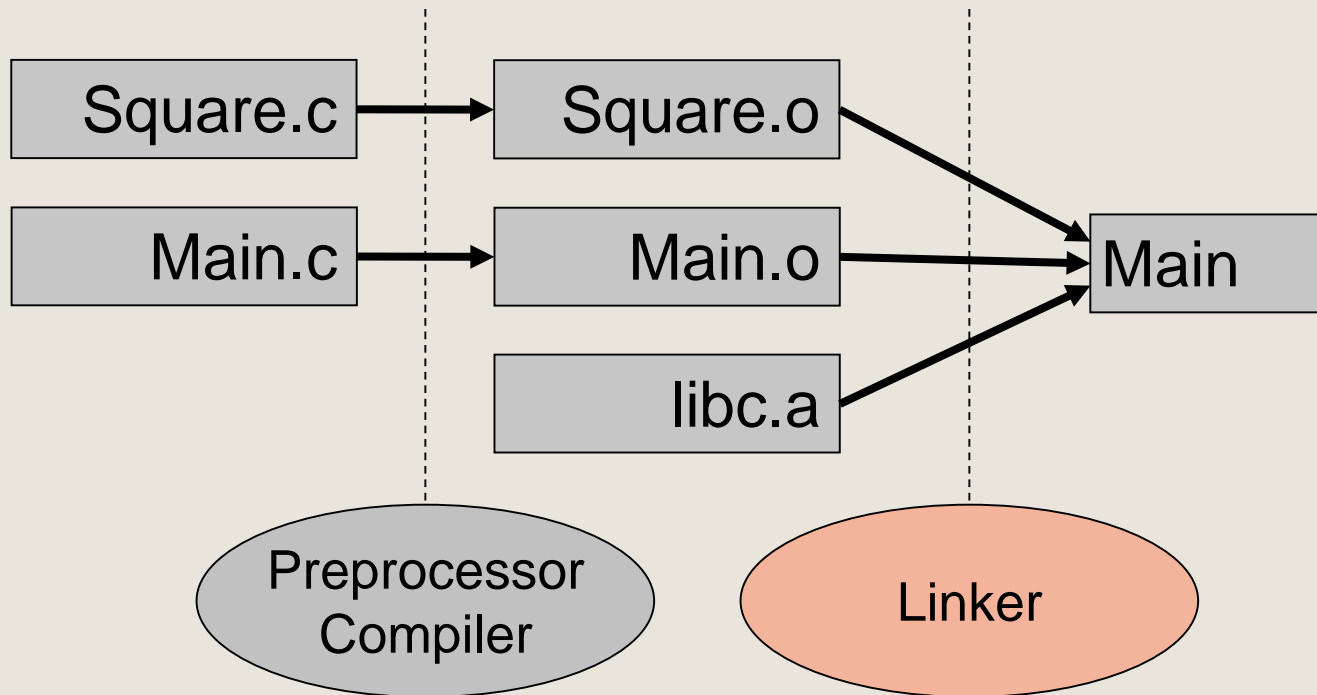 Square.c
Square.o
Main.c
Main.o
Main
libc.a
Preprocessor
Compiler
Linker